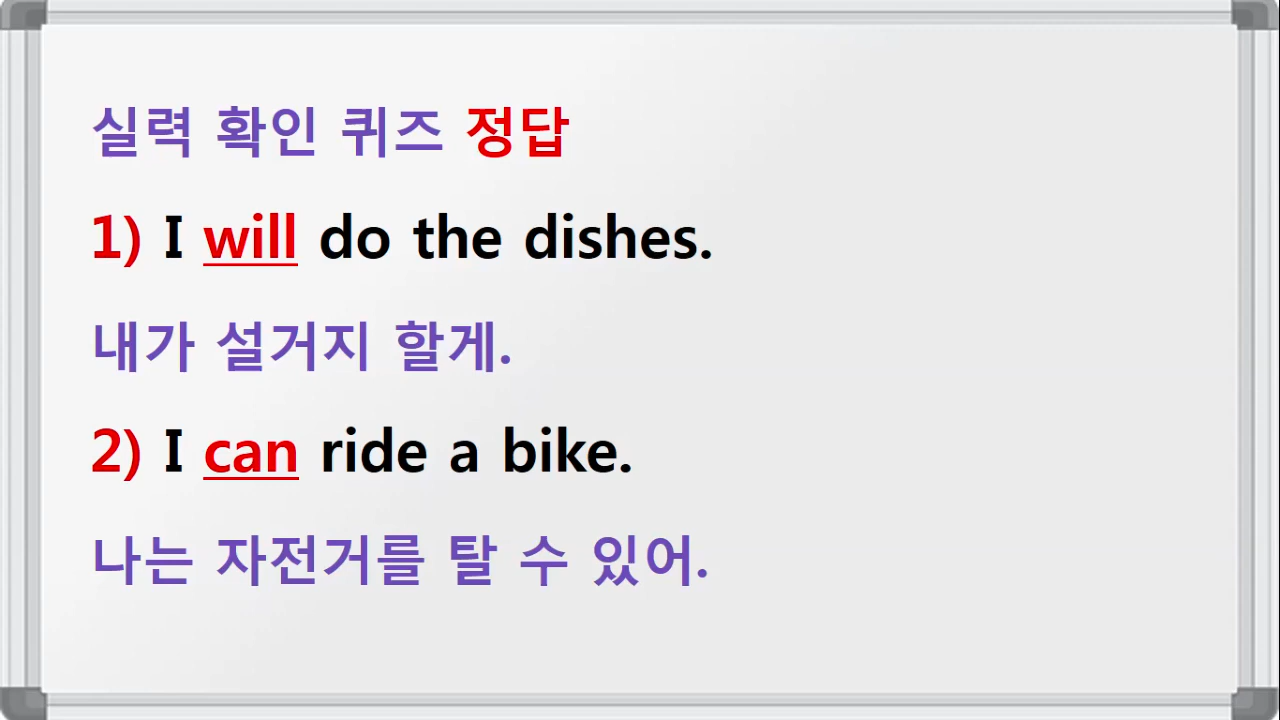 실력 확인 퀴즈 정답
1) I will do the dishes.
내가 설거지 할게.
2) I can ride a bike.
나는 자전거를 탈 수 있어.